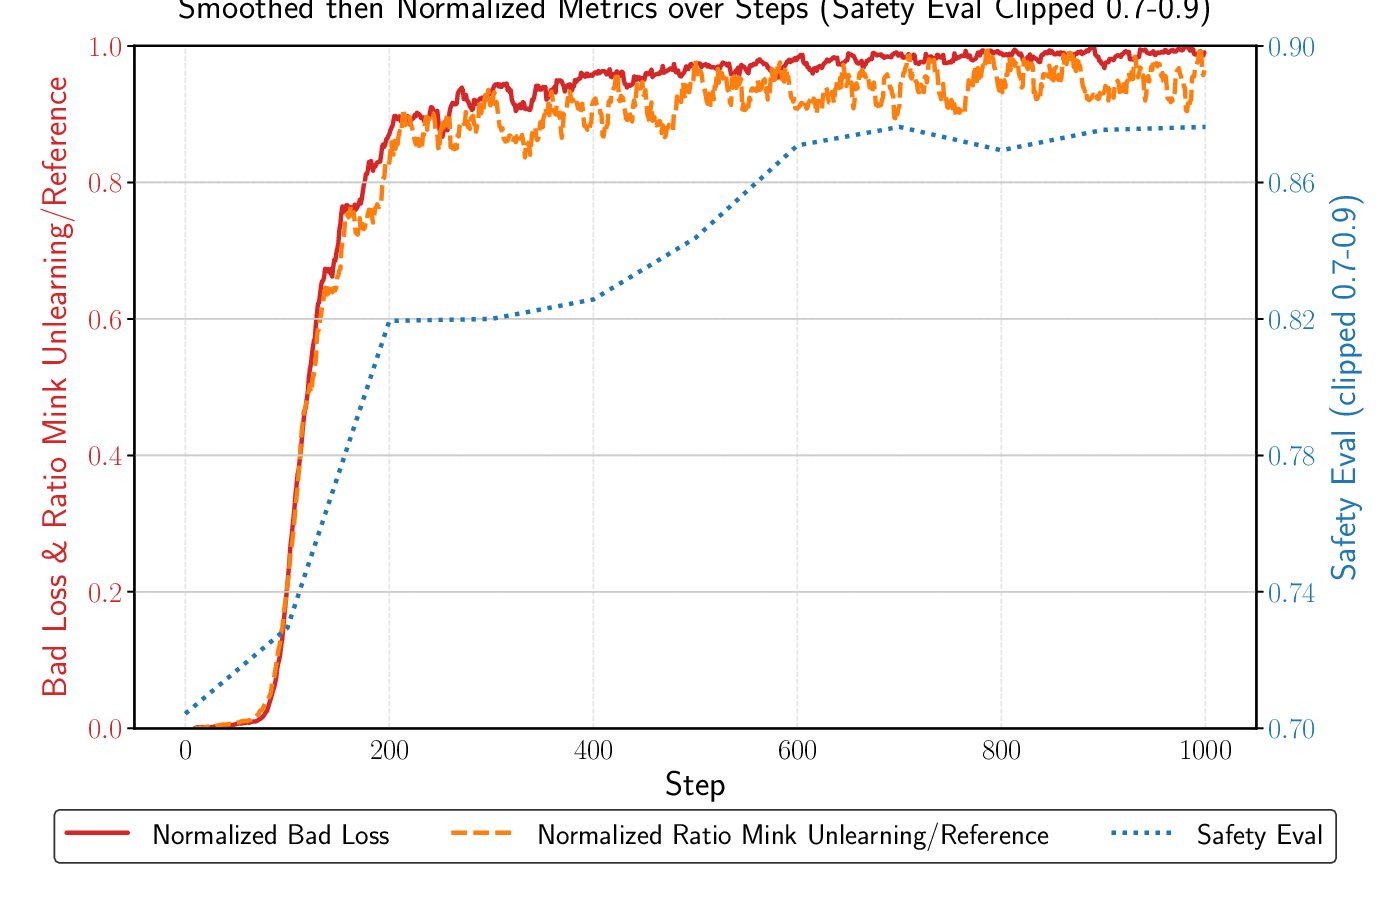 Smoothed then Normalized Metrics over Steps (Safety Eval Clipped 0.7-0.9)
Bad Loss & Ratio Mink Unlearning/Reference
1.0
0.8
0.6
0.4
0.2
0.0
0.90
0.86
0.82
0.78
0.74
0.70
Safety Eval (clipped 0.7-0.9)
0 200 400 600 800 1000
Step
Normalized Bad Loss Normalized Ratio Mink Unlearning/Reference Safety Eval